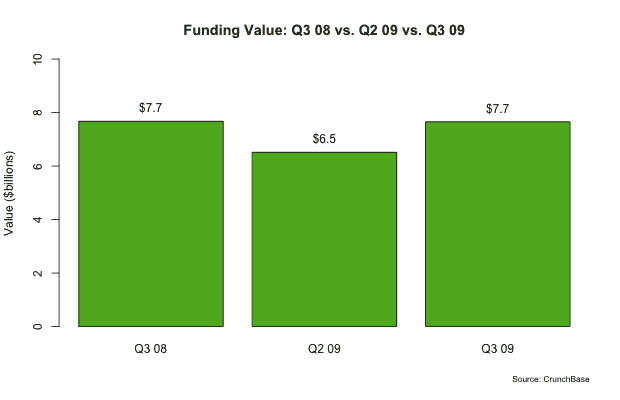 Funding Value: Q3 08 vs. Q2 09 vs. Q3 09
Value ($billions)
10
8
6
4
2
0
$7.7
$6.5
$7.7
Q3 08
Q2 09
Q3 09
Source: CrunchBase